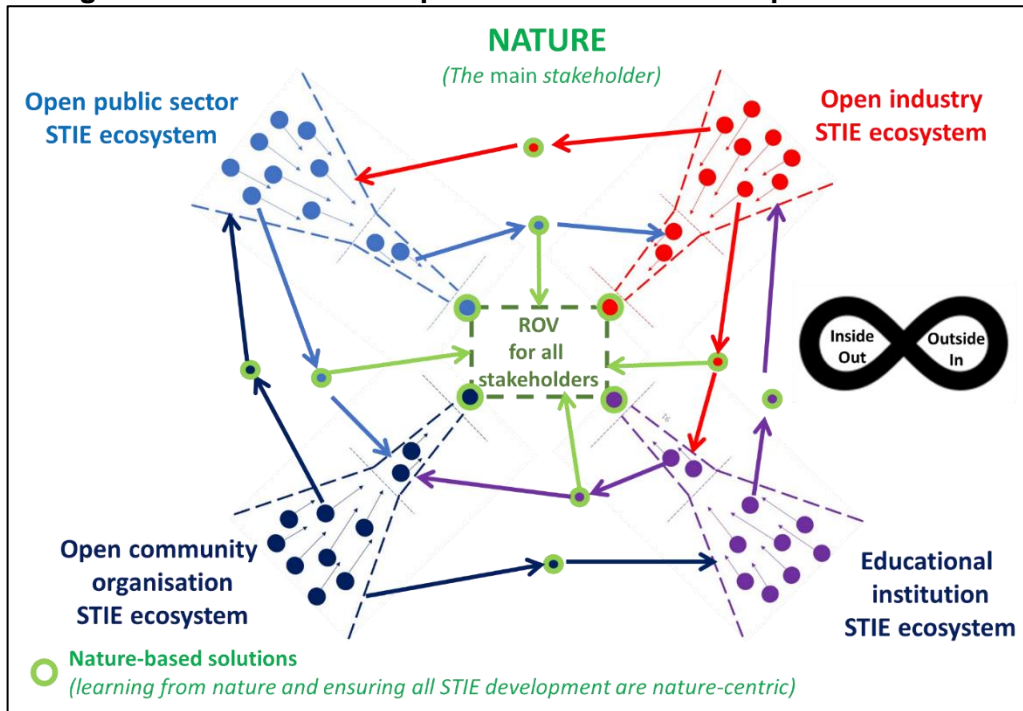 NATURE
(The main stakeholder)
Open public sector
STIE ecosystem
Open industry
STIE ecosystem
ROV
for all
stakeholders
Inside
Out
Outside
In
Open community
organisation
STIE ecosystem
Educational
institution
STIE ecosystem
Nature-based solutions
(learning from nature and ensuring all STIE development are nature-centric)